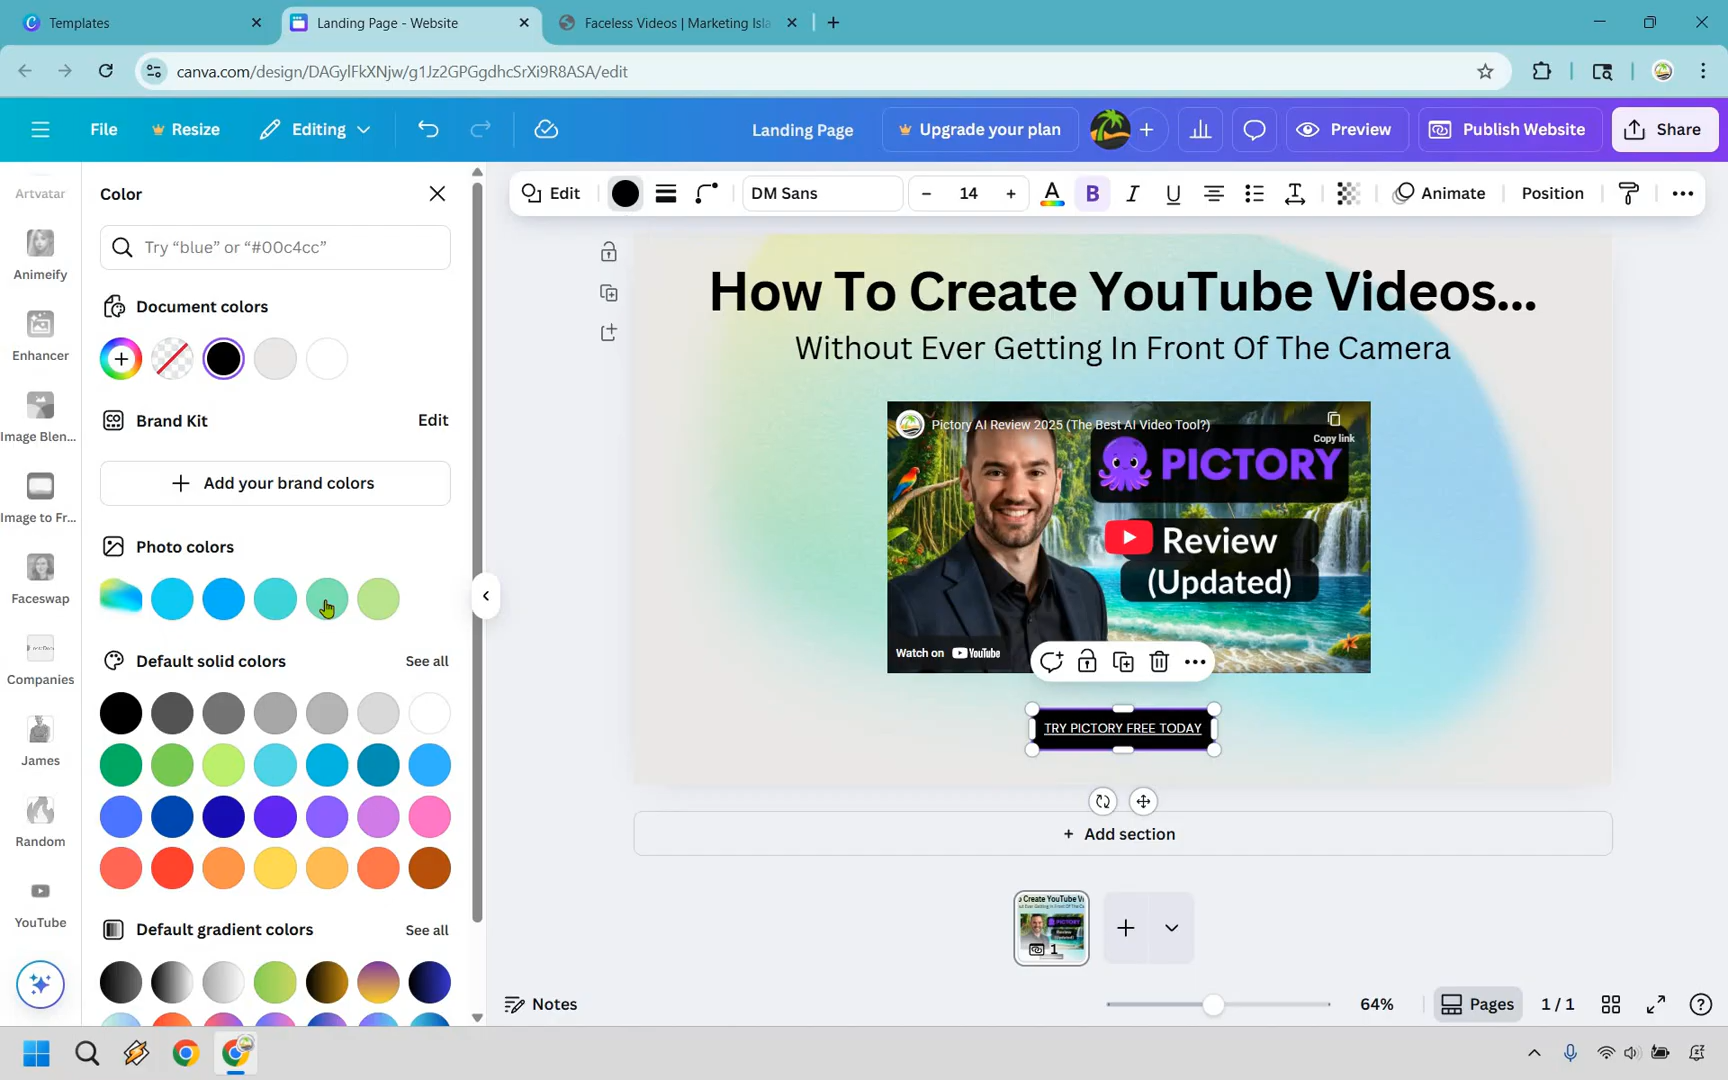 Templates
Landing Page - Website
Faceless Videos | Marketing Isla
canva.com/design/DAGyIFkXNjw/g1Jz2GPGgdhcSrXi9R8ASA/edit
File
Resize
Editing
Landing Page
Upgrade your plan
Preview
Publish Website
Share
Artvatar
Animeify
Enhancer
Image Blen...
Image to Fr...
Faceswap
Companies
James
Random
YouTube
Color
Try “blue” or “#00c4cc”
Document colors
Brand Kit
Edit
Add your brand colors
Photo colors
Default solid colors
See all
Default gradient colors
See all
Edit
DM Sans
– 14 +
A
B
I
U
T
Animate
Position
How To Create YouTube Videos...
Without Ever Getting In Front Of The Camera
Pictory AI Review 2025 (The Best AI Video Tool?)
Copy link
PICTORY
Review
(Updated)
Watch on YouTube
TRY PICTORY FREE TODAY
+ Add section
1
Notes
64%
Pages
1 / 1